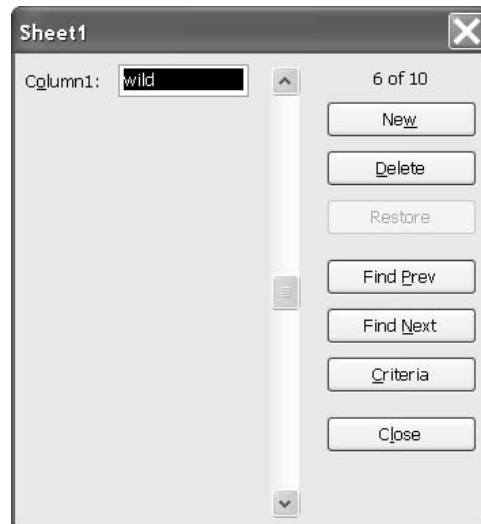 Sheet1
Column1: wild
6 of 10
New
Delete
Restore
Find Prev
Find Next
Criteria
Close